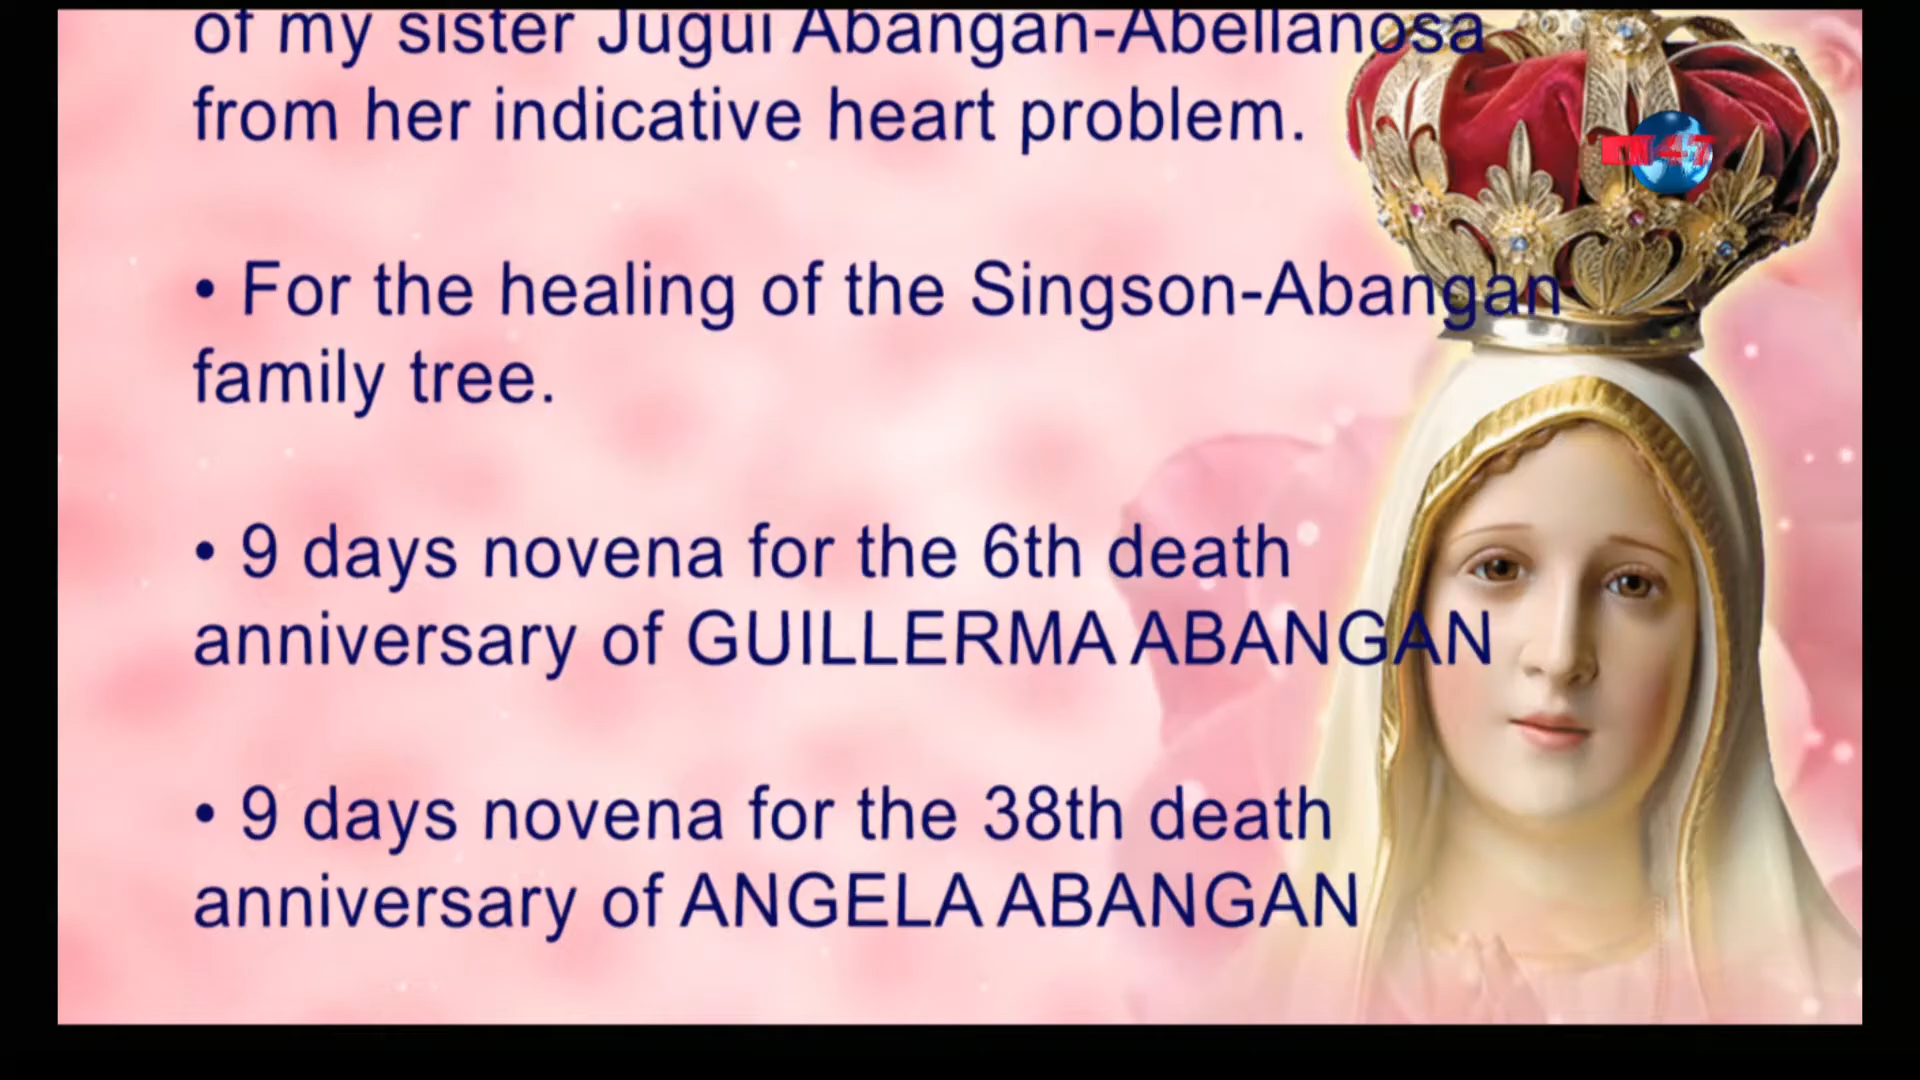 of my sister Jugui Abangan-Abellanosa
from her indicative heart problem.
• For the healing of the Singson-Abangan
family tree.
• 9 days novena for the 6th death
anniversary of GUILLERMA ABANGAN
• 9 days novena for the 38th death
anniversary of ANGELA ABANGAN